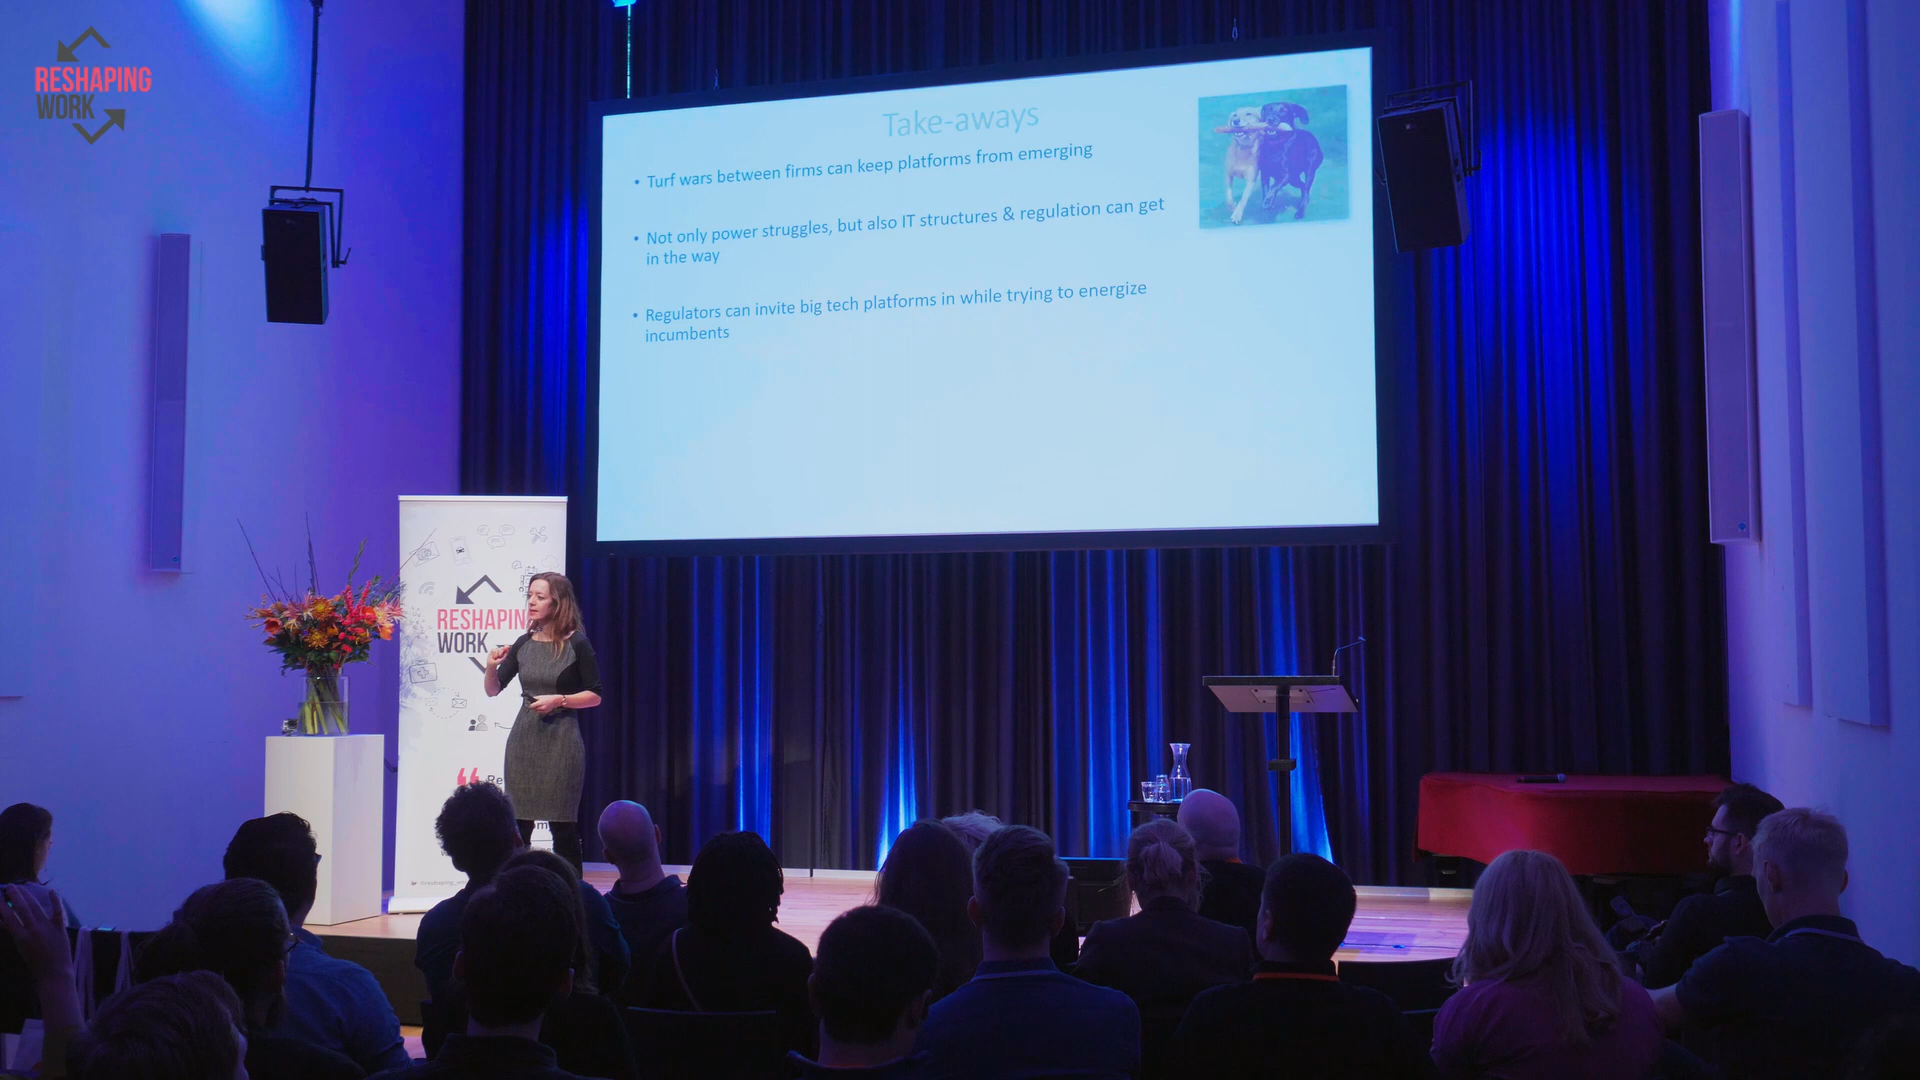 RESHAPING
WORK
Take-aways
• Turf wars between firms can keep platforms from emerging
• Not only power struggles, but also IT structures & regulation can get
in the way
• Regulators can invite big tech platforms in while trying to energize
incumbents
RESHAPIN
WORK
“ Re